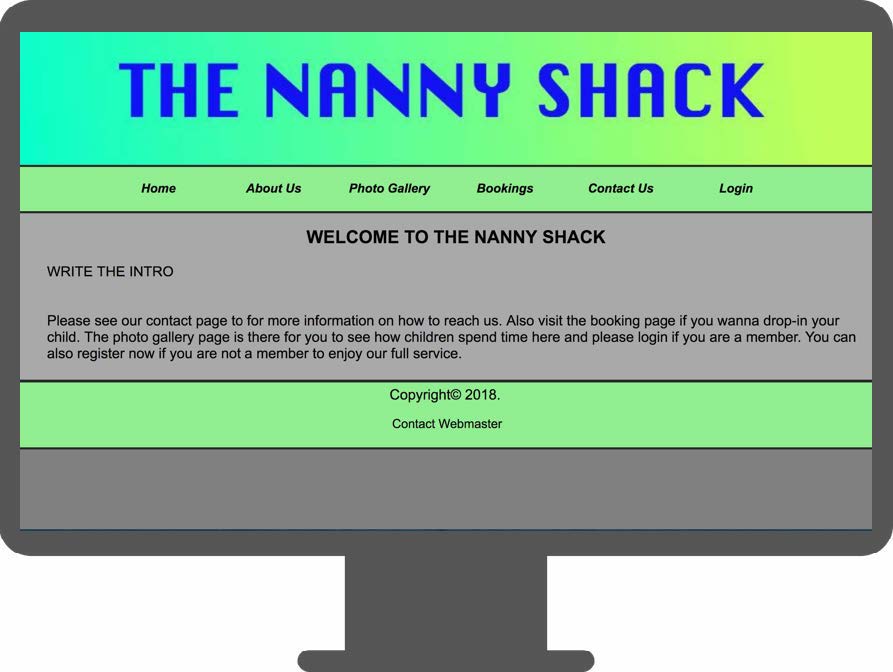 THE NANNY SHACK
Home About Us Photo Gallery Bookings Contact Us Login
WELCOME TO THE NANNY SHACK
WRITE THE INTRO
Please see our contact page to for more information on how to reach us. Also visit the booking page if you wanna drop-in your
child. The photo gallery page is there for you to see how children spend time here and please login if you are a member. You can
also register now if you are not a member to enjoy our full service.
Copyright© 2018.
Contact Webmaster